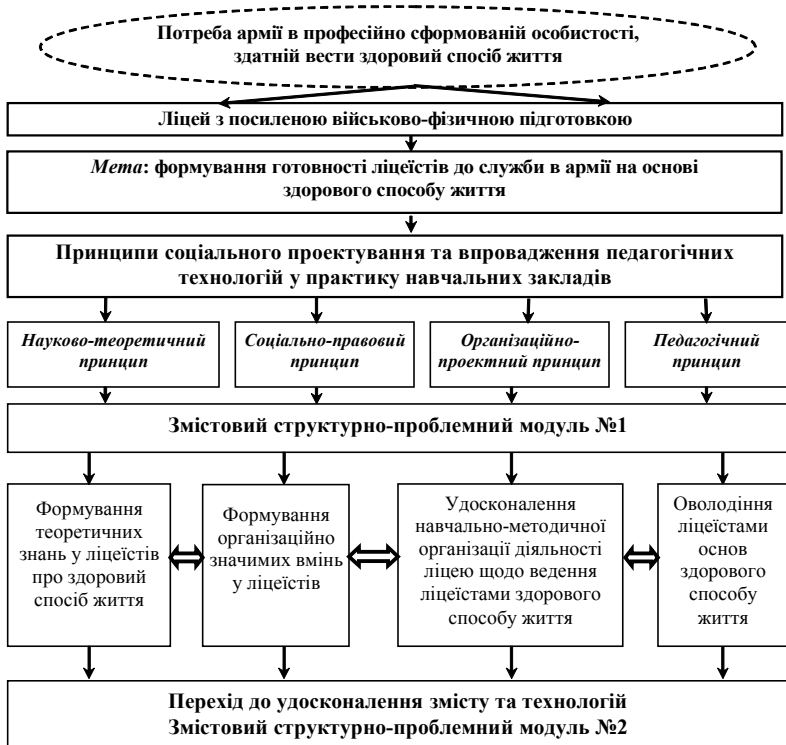 Потреба армії в професійно сформованій особистості,
здатній вести здоровий спосіб життя
Ліцей з посиленою військово-фізичною підготовкою
Мета: формування готовності ліцеїстів до служби в армії на основі
здорового способу життя
Принципи соціального проектування та впровадження педагогічних
технологій у практику навчальних закладів
Науково-теоретичний
принцип
Соціально-правовий
принцип
Організаційно-
проектний принцип
Педагогічний
принцип
Змістовий структурно-проблемний модуль №1
Формування
теоретичних
знань у ліцеїстів
про здоровий
спосіб життя
Формування
організаційно
значимих вмінь
у ліцеїстів
Удосконалення
навчально-методичної
організації діяльності
ліцею щодо ведення
ліцеїстами здорового
способу життя
Оволодіння
ліцеїстами
основ
здорового
способу
життя
Перехід до удосконалення змісту та технологій
Змістовий структурно-проблемний модуль №2